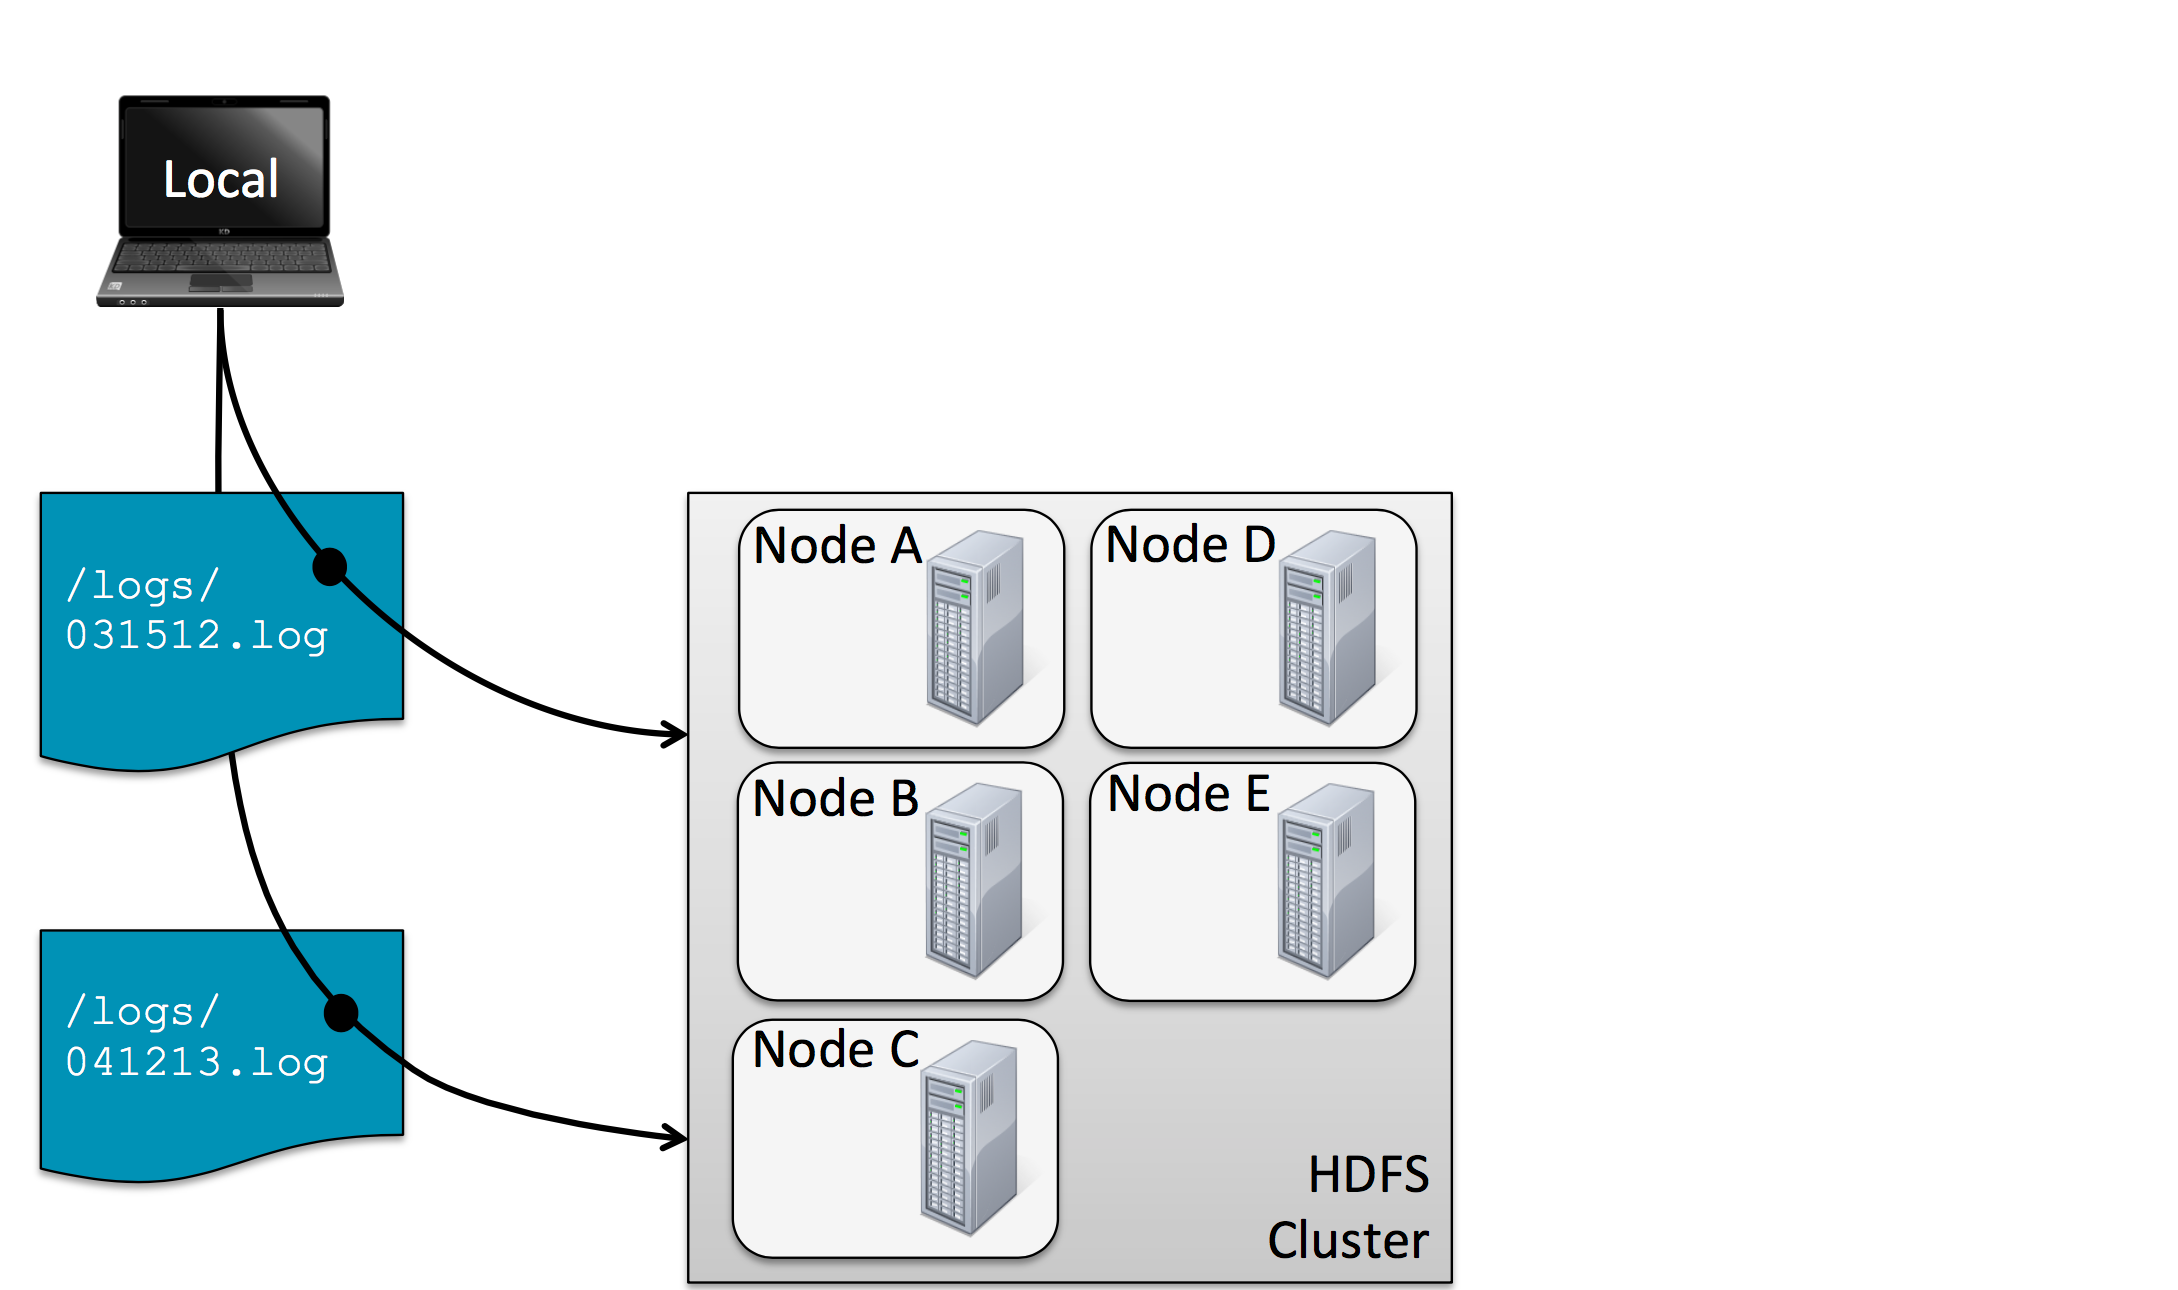 Local
/logs/
031512.log
/logs/
041213.log
Node A
Node D
Node B
Node E
Node C
HDFS
Cluster